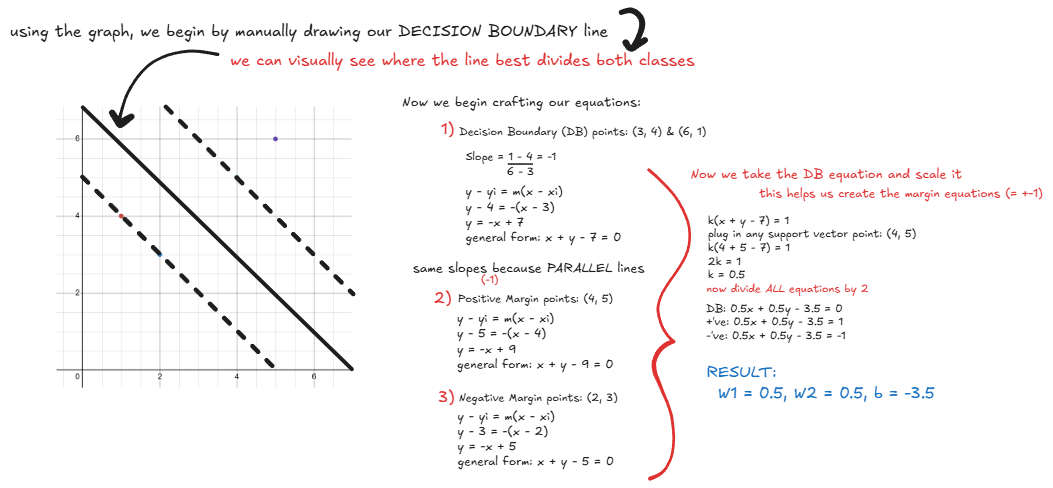 using the graph, we begin by manually drawing our DECISION BOUNDARY line
we can visually see where the line best divides both classes
6
4
2
0
2
4
6
Now we begin crafting our equations:
1) Decision Boundary (DB) points: (3, 4) & (6, 1)
Slope = 1 - 4 = -1
6 - 3
y - yi = m(x - xi)
y - 4 = -(x - 3)
y = -x + 7
general form: x + y - 7 = 0
same slopes because PARALLEL lines
(-1)
2) Positive Margin points: (4, 5)
y - yi = m(x - xi)
y - 5 = -(x - 4)
y = -x + 9
general form: x + y - 9 = 0
3) Negative Margin points: (2, 3)
y - yi = m(x - xi)
y - 3 = -(x - 2)
y = -x + 5
general form: x + y - 5 = 0
Now we take the DB equation and scale it
this helps us create the margin equations (= +-1)
k(x + y - 7) = 1
plug in any support vector point: (4, 5)
k(4 + 5 - 7) = 1
2k = 1
k = 0.5
now divide ALL equations by 2
DB: 0.5x + 0.5y - 3.5 = 0
+'ve: 0.5x + 0.5y - 3.5 = 1
-'ve: 0.5x + 0.5y - 3.5 = -1
RESULT:
W1 = 0.5, W2 = 0.5, b = -3.5